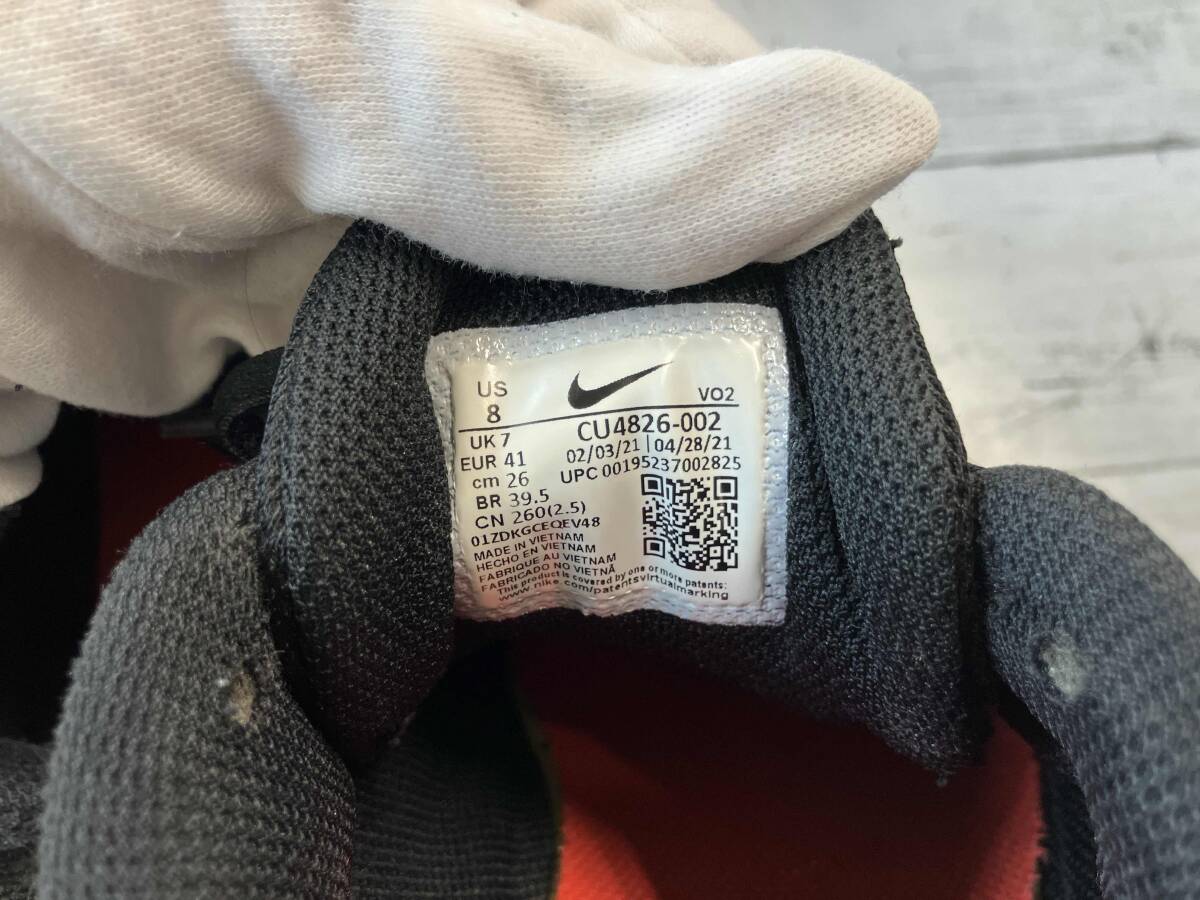 US
8
VO2
UK 7
CU4826-002
EUR 41
02/03/21 | 04/28/21
cm 26
UPC 00195237002825
BR 39.5
CN 260(2.5)
01ZDKGCEQEV48
MADE IN VIETNAM
HECHO EN VIETNAM
FABRIQUE AU VIETNAM
FABRICADO NO VIETNÃ
This product is covered by one or more patents:
www.nike.com/patentsvirtualmarking